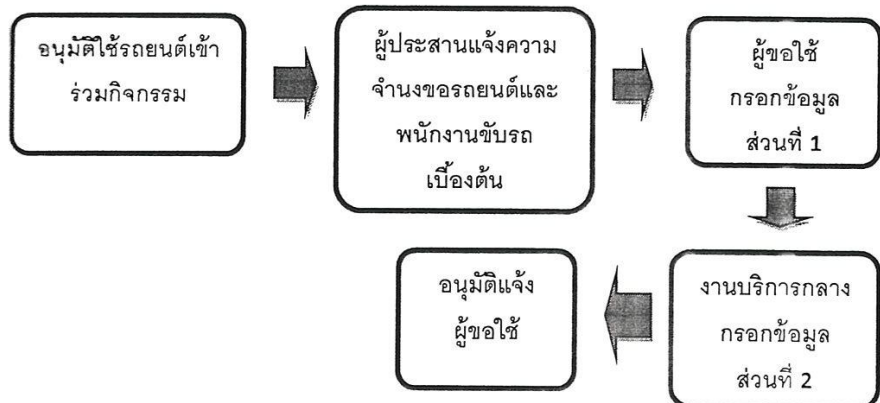 อนุมัติใช้รถยนต์เข้า
ร่วมกิจกรรม
ผู้ประสานแจ้งความ
จำนงขอรถยนต์และ
พนักงานขับรถ
เบื้องต้น
ผู้ขอใช้
กรอกข้อมูล
ส่วนที่ 1
งานบริการกลาง
กรอกข้อมูล
ส่วนที่ 2
อนุมัติแจ้ง
ผู้ขอใช้